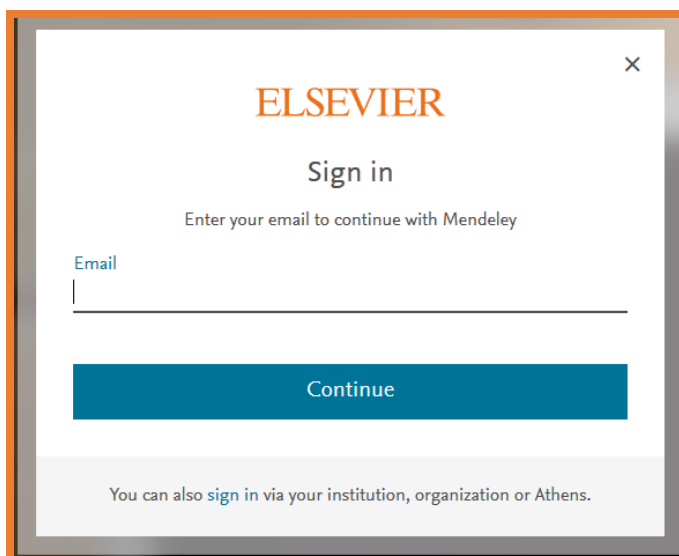 ×
ELSEVIER
Sign in
Enter your email to continue with Mendeley
Email
Continue
You can also sign in via your institution, organization or Athens.